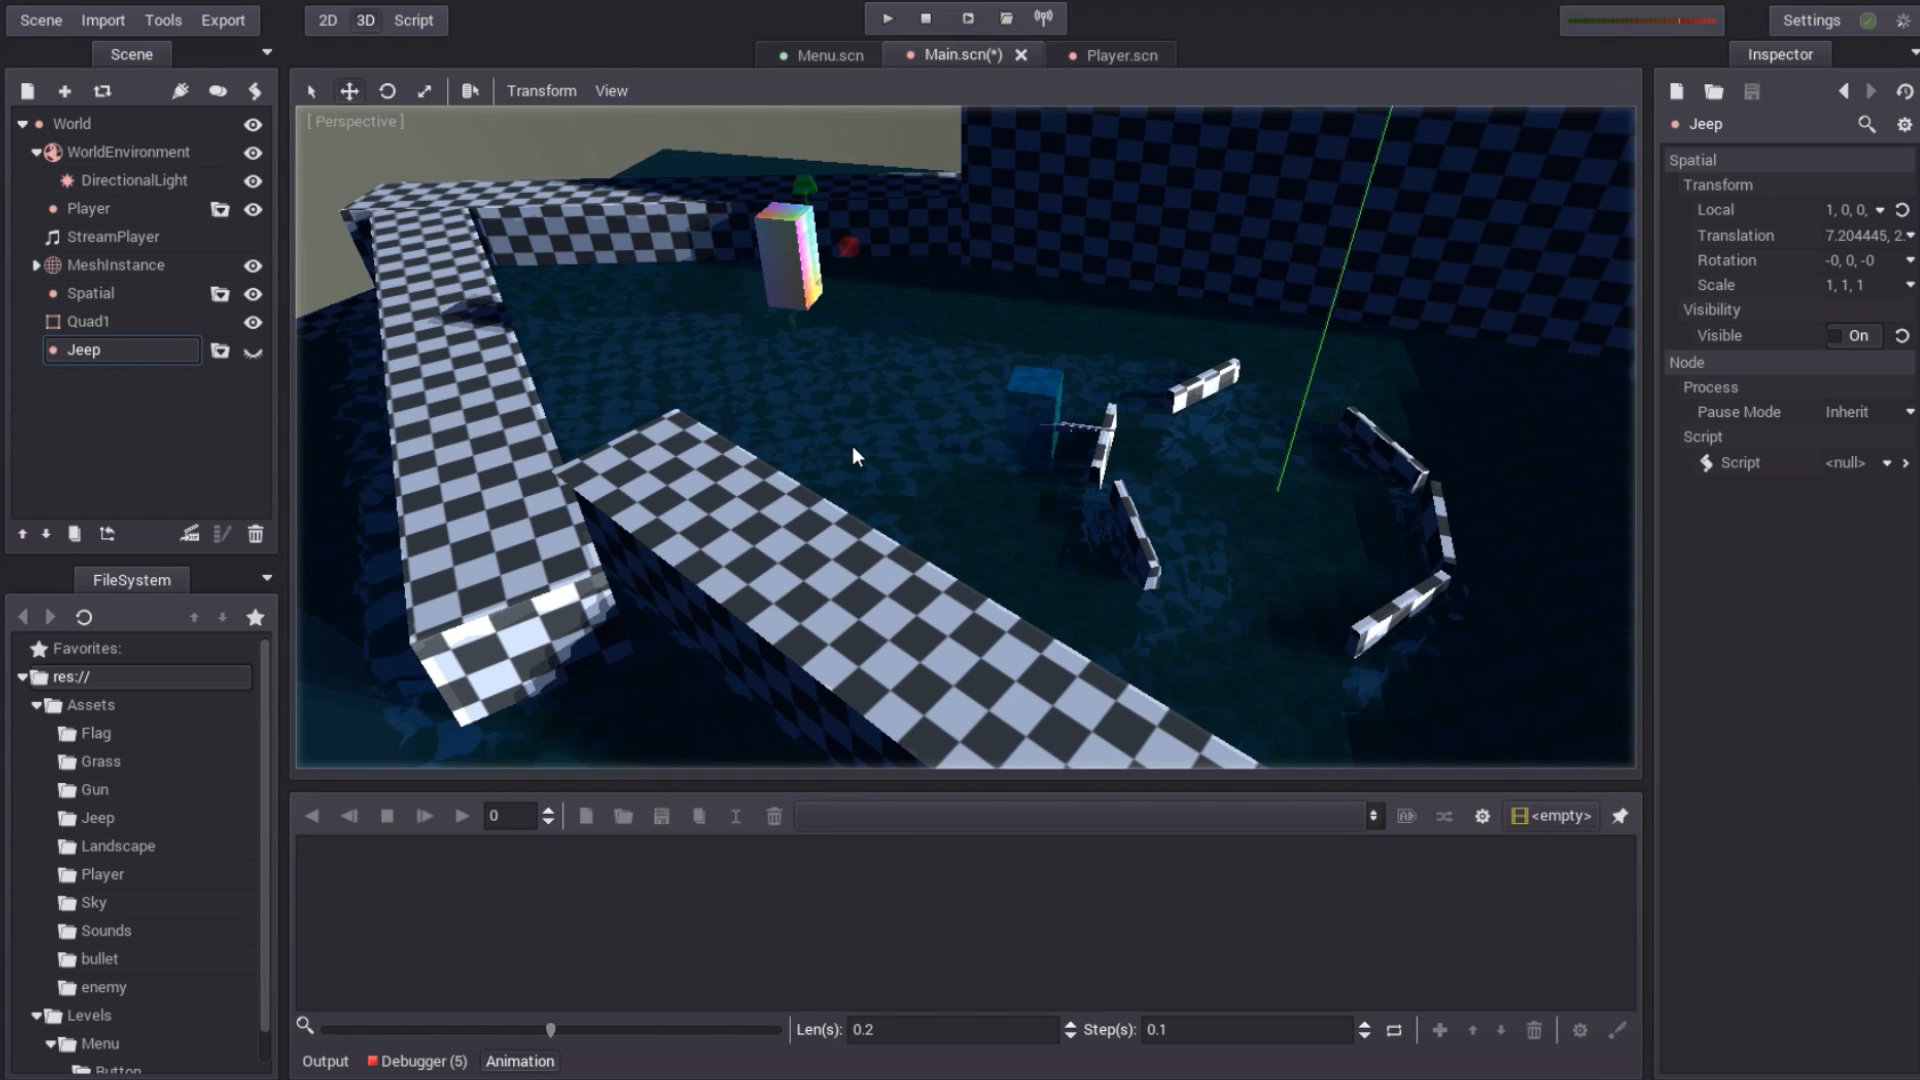 Scene Import Tools Export
2D 3D Script
Settings
Scene
Menu.scn
Main.scn(*)
Player.scn
Inspector
Transform View
[ Perspective ]
World
WorldEnvironment
DirectionalLight
Player
StreamPlayer
MeshInstance
Spatial
Quad1
Jeep
Jeep
Spatial
Transform
Local 1, 0, 0,
Translation 7.204445, 2.
Rotation -0, 0, -0
Scale 1, 1, 1
Visibility
Visible On
Node
Process
Pause Mode Inherit
Script
Script <null>
FileSystem
Favorites:
res://
Assets
Flag
Grass
Gun
Jeep
Landscape
Player
Sky
Sounds
bullet
enemy
Levels
Menu
Button
0
<empty>
Len(s): 0.2 Step(s): 0.1
Output Debugger (5) Animation